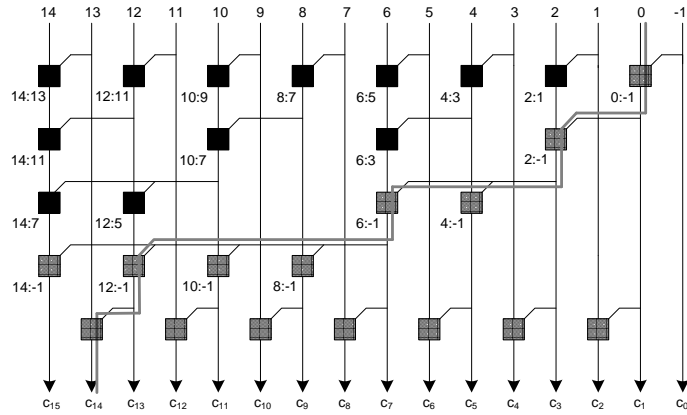 14 13 12 11 10 9 8 7 6 5 4 3 2 1 0 -1
14:13 12:11 10:9 8:7 6:5 4:3 2:1 0:-1
14:11 10:7 6:3 2:-1
14:7 12:5 6:-1 4:-1
14:-1 12:-1 10:-1 8:-1
c₁₅ c₁₄ c₁₃ c₁₂ c₁₁ c₁₀ c₉ c₈ c₇ c₆ c₅ c₄ c₃ c₂ c₁ c₀